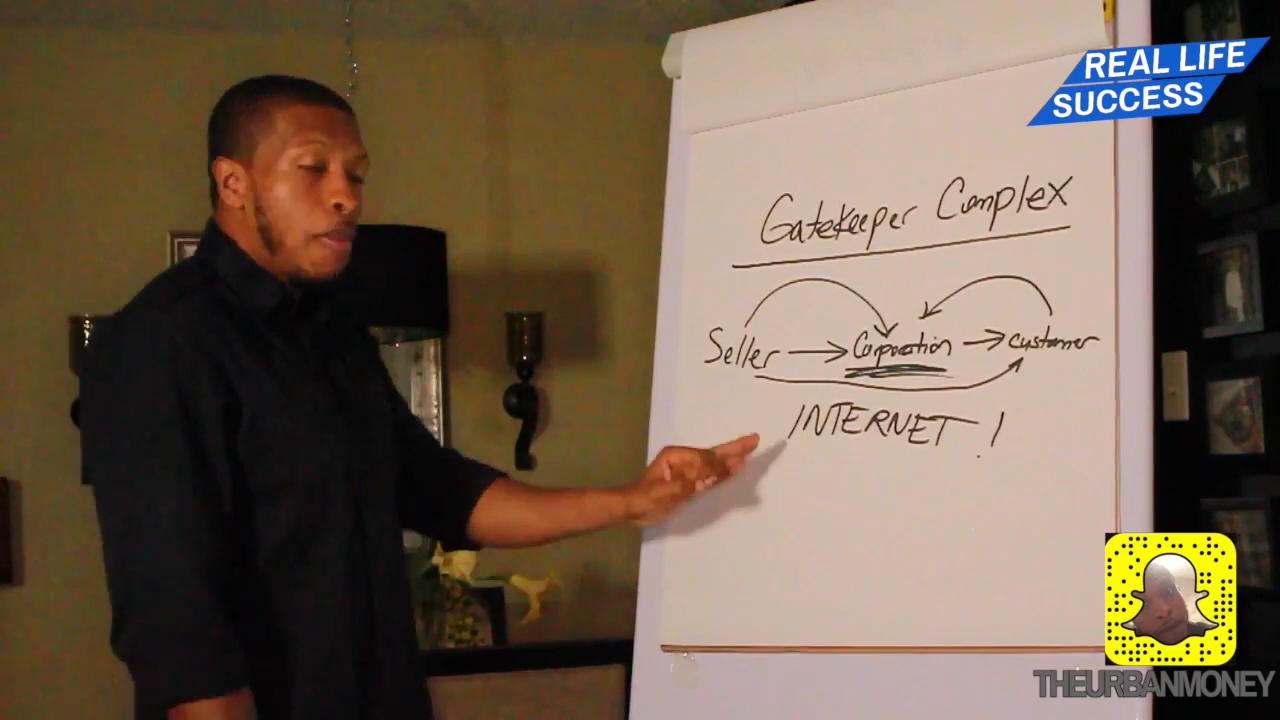 REAL LIFE
SUCCESS
Gatekeeper Complex
Seller Corporation customer
INTERNET !
THEURBANMONEY